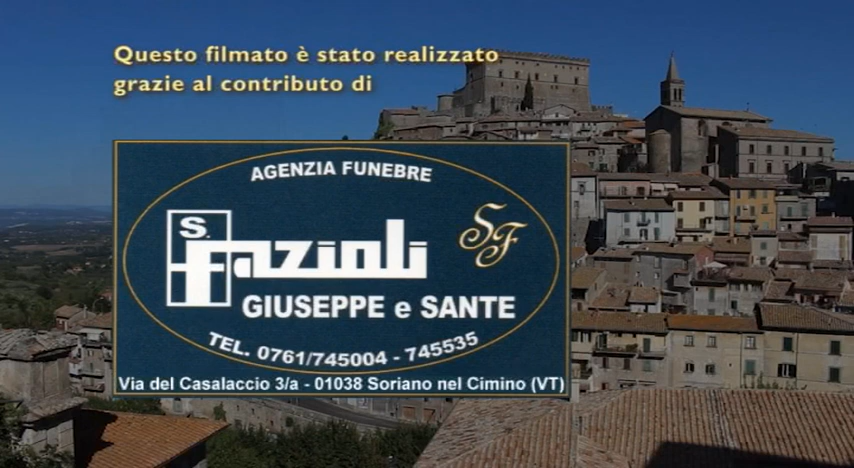 Questo filmato è stato realizzato
grazie al contributo di
AGENZIA FUNEBRE
S. Fazioli
SF
GIUSEPPE e SANTE
TEL. 0761/745004 - 745535
Via del Casalaccio 3/a - 01038 Soriano nel Cimino (VT)